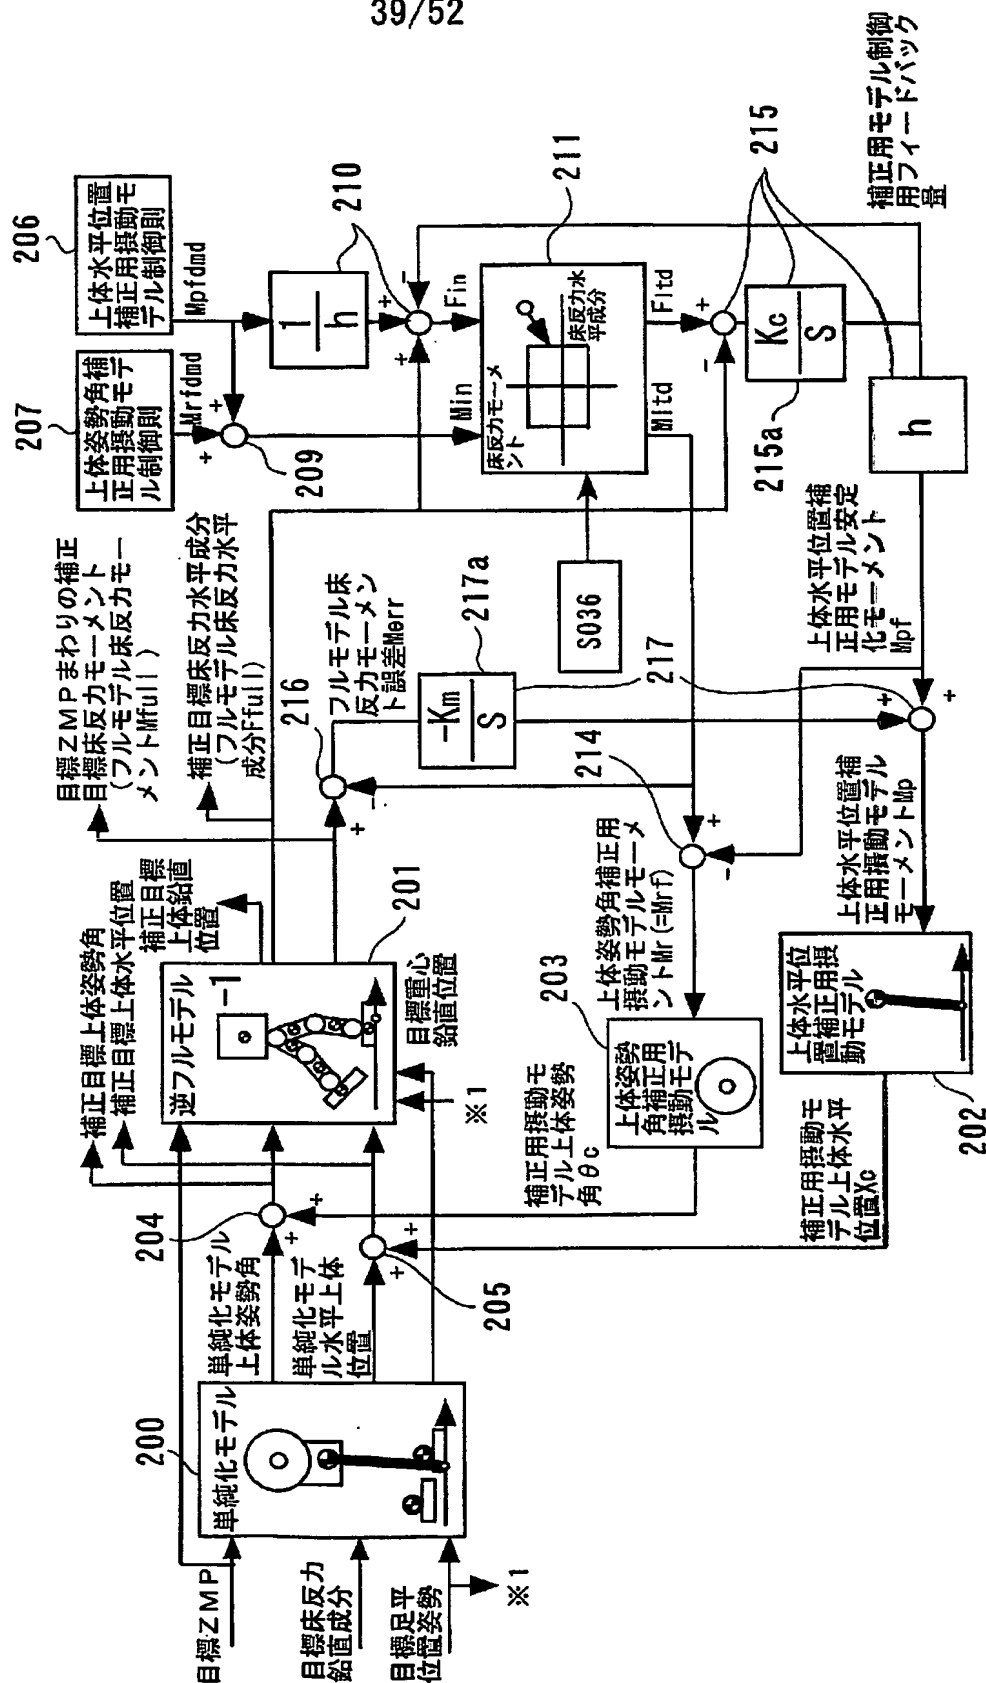 39/52
206
上体水平位置
補正用摂動モ
デル制御則
Mpfdmd
207
上体姿勢角補
正用摂動モデ
ル制御則
Mrfdmd
+
+
209
1
h
210
+
+
-
Fin
Min
211
床反力モーメ
ント
床反力水
平成分
Fltd
Mltd
S036
+
-
215
Kc
S
215a
h
補正用モデル制御
用フィードバック
量
上体水平位置補
正用モデル安定
化モーメント
Mpf
目標ZMPまわりの補正
目標床反力モーメント
(フルモデル床反力モー
メントMfull)
補正目標床反力水平成分
(フルモデル床反力水平
成分Ffull)
216
+
-
フルモデル床
反力モーメン
ト誤差Merr
217a
-Km
S
217
+
+
214
+
-
上体姿勢角補正用
摂動モデルモーメ
ントMr(=Mrf)
上体水平位置補
正用摂動モデル
モーメントMp
補正目標上体姿勢角
補正目標上体水平位置
補正目標
上体鉛直
位置
201
逆フルモデル
-1
目標重心
鉛直位置
※1
203
上体姿勢
角補正用
摂動モデ
ル
補正用摂動モ
デル上体姿勢
角θc
上体水平位
置補正用摂
動モデル
202
補正用摂動モ
デル上体水平
位置Xc
204
+
+
205
+
+
単純化モデル
上体姿勢角
単純化モデ
ル水平上体
位置
200
単純化モデル
目標ZMP
目標床反力
鉛直成分
目標足平
位置姿勢
※1